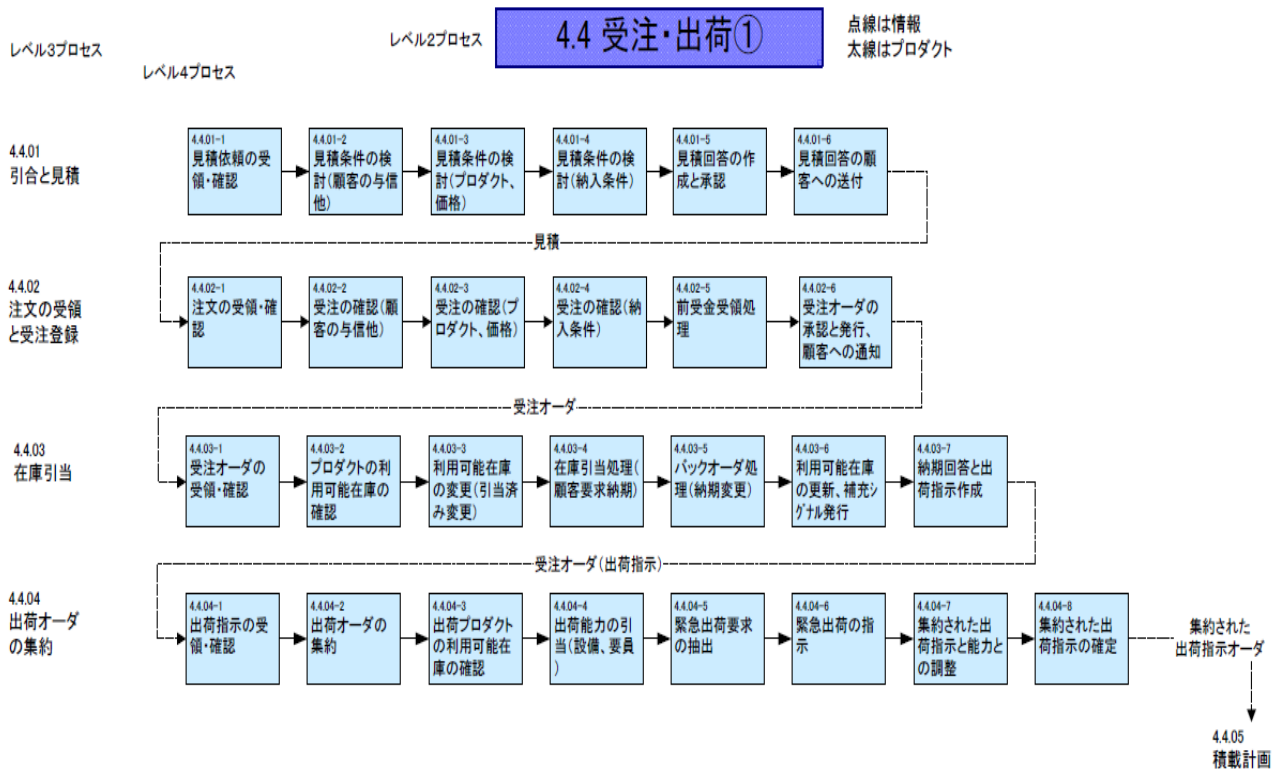 4.4 受注・出荷①
点線は情報
太線はプロダクト
レベル2プロセス
レベル3プロセス
レベル4プロセス
4.4.01
引合と見積
4.4.01-1
見積依頼の受
領・確認
4.4.01-2
見積条件の検
討(顧客の与信
他)
4.4.01-3
見積条件の検
討(プロダクト、
価格)
4.4.01-4
見積条件の検
討(納入条件)
4.4.01-5
見積回答の作
成と承認
4.4.01-6
見積回答の顧
客への送付
見積
4.4.02
注文の受領
と受注登録
4.4.02-1
注文の受領・確
認
4.4.02-2
受注の確認(顧
客の与信他)
4.4.02-3
受注の確認(プ
ロダクト、価格)
4.4.02-4
受注の確認(納
入条件)
4.4.02-5
前受金受領処
理
4.4.02-6
受注オーダの
承認と発行、
顧客への通知
受注オーダ
4.4.03
在庫引当
4.4.03-1
受注オーダの
受領・確認
4.4.03-2
プロダクトの利
用可能在庫の
確認
4.4.03-3
利用可能在庫
の変更(引当済
み変更)
4.4.03-4
在庫引当処理(
顧客要求納期)
4.4.03-5
バックオーダ処
理(納期変更)
4.4.03-6
利用可能在庫
の更新、補充シ
グナル発行
4.4.03-7
納期回答と出
荷指示作成
受注オーダ(出荷指示)
4.4.04
出荷オーダ
の集約
4.4.04-1
出荷指示の受
領・確認
4.4.04-2
出荷オーダの
集約
4.4.04-3
出荷プロダクト
の利用可能在
庫の確認
4.4.04-4
出荷能力の引
当(設備、要員
)
4.4.04-5
緊急出荷要求
の抽出
4.4.04-6
緊急出荷の指
示
4.4.04-7
集約された出
荷指示と能力と
の調整
4.4.04-8
集約された出
荷指示の確定
集約された
出荷指示オーダ
4.4.05
積載計画